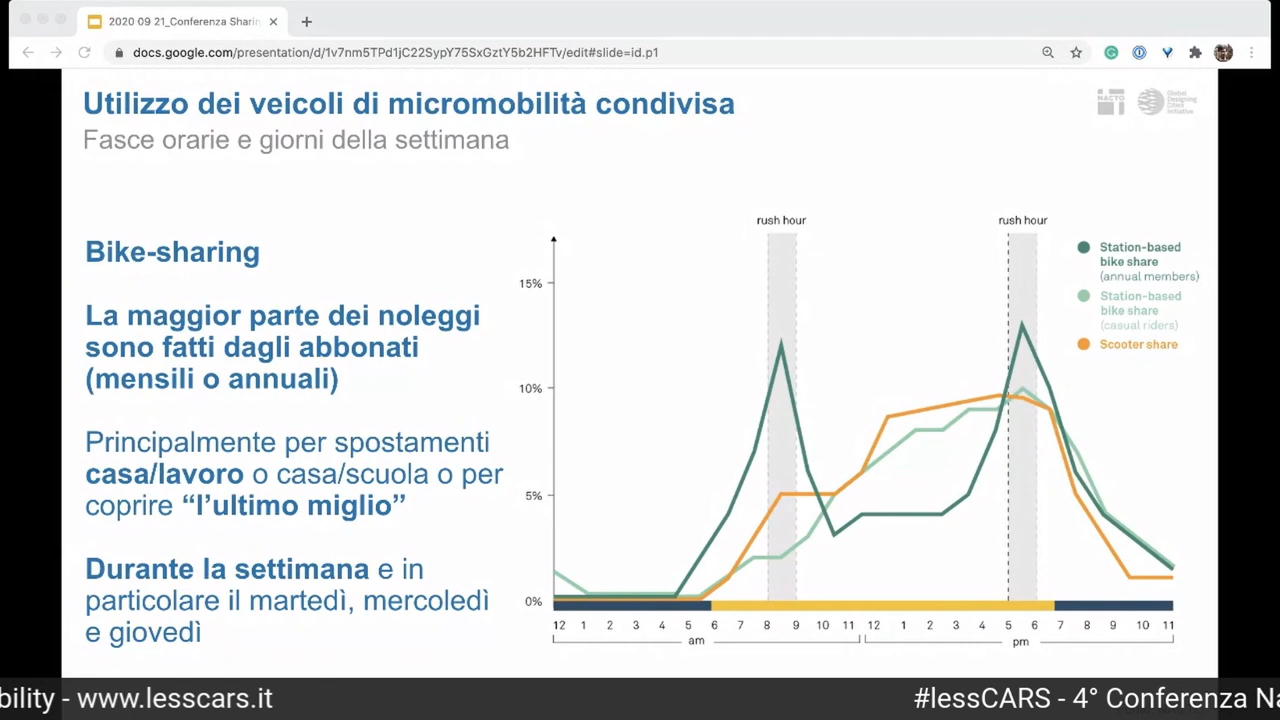 2020 09 21_Conferenza Sharin
docs.google.com/presentation/d/1v7nm5TPd1jC22SypY75SxGztY5b2HFTv/edit#slide=id.p1
Utilizzo dei veicoli di micromobilità condivisa
Fasce orarie e giorni della settimana
NACTO
Global
Designing
Cities
Initiative
Bike-sharing
La maggior parte dei noleggi
sono fatti dagli abbonati
(mensili o annuali)
Principalmente per spostamenti
casa/lavoro o casa/scuola o per
coprire “l’ultimo miglio”
Durante la settimana e in
particolare il martedì, mercoledì
e giovedì
rush hour
rush hour
15%
10%
5%
0%
12 1 2 3 4 5 6 7 8 9 10 11 12 1 2 3 4 5 6 7 8 9 10 11
am
pm
Station-based
bike share
(annual members)
Station-based
bike share
(casual riders)
Scooter share
bility - www.lesscars.it
#lessCARS - 4° Conferenza Na